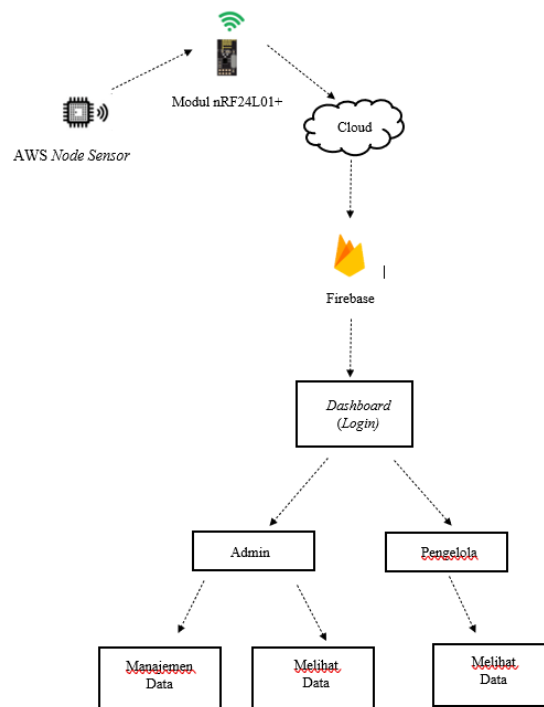 Modul nRF24L01+
Cloud
AWS Node Sensor
Firebase
Dashboard
(Login)
Admin
Pengelola
Manajemen
Data
Melihat
Data
Melihat
Data